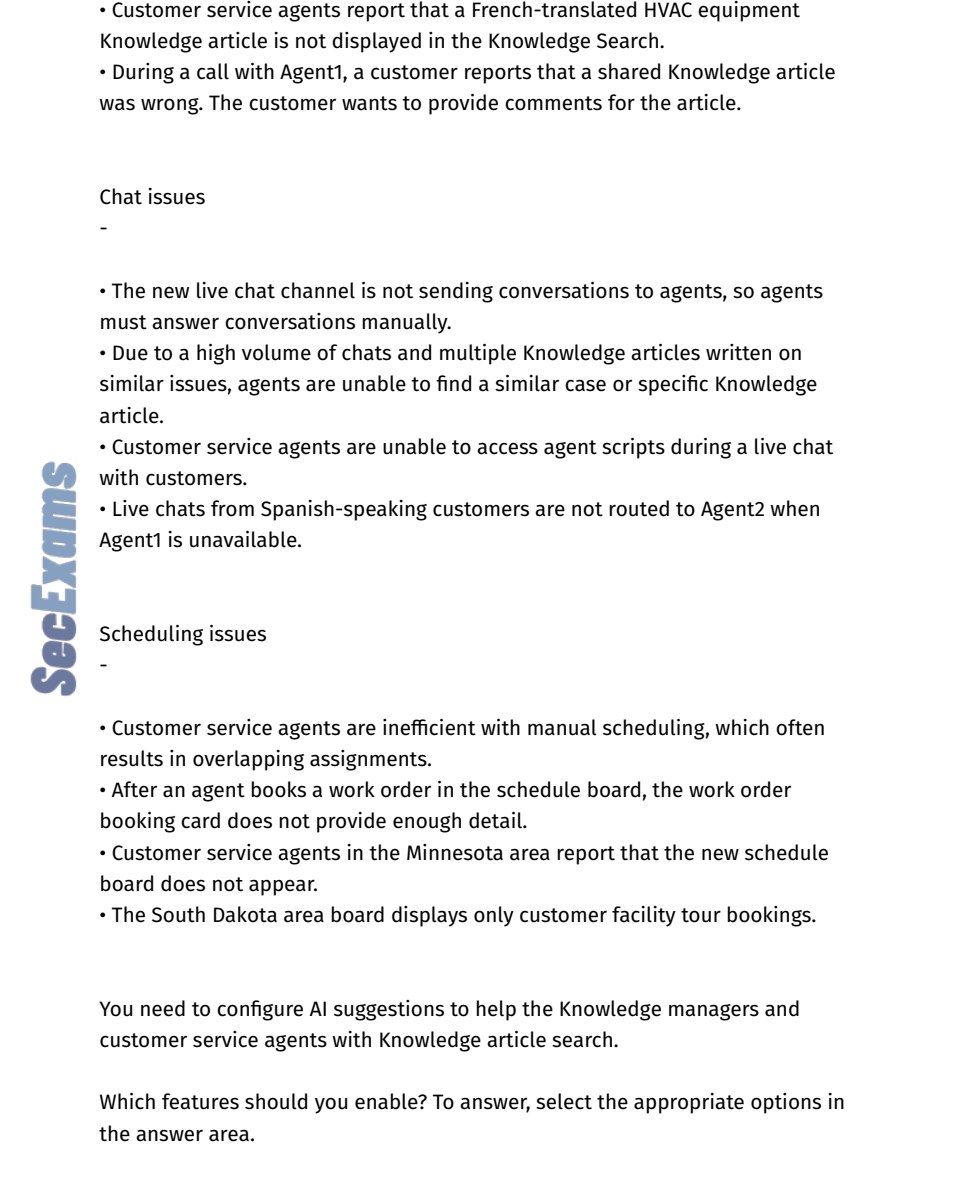 • Customer service agents report that a French-translated HVAC equipment
Knowledge article is not displayed in the Knowledge Search.
• During a call with Agent1, a customer reports that a shared Knowledge article
was wrong. The customer wants to provide comments for the article.
Chat issues
-
• The new live chat channel is not sending conversations to agents, so agents
must answer conversations manually.
• Due to a high volume of chats and multiple Knowledge articles written on
similar issues, agents are unable to find a similar case or specific Knowledge
article.
• Customer service agents are unable to access agent scripts during a live chat
with customers.
• Live chats from Spanish-speaking customers are not routed to Agent2 when
Agent1 is unavailable.
SecExams
Scheduling issues
-
• Customer service agents are inefficient with manual scheduling, which often
results in overlapping assignments.
• After an agent books a work order in the schedule board, the work order
booking card does not provide enough detail.
• Customer service agents in the Minnesota area report that the new schedule
board does not appear.
• The South Dakota area board displays only customer facility tour bookings.
You need to configure AI suggestions to help the Knowledge managers and
customer service agents with Knowledge article search.
Which features should you enable? To answer, select the appropriate options in
the answer area.